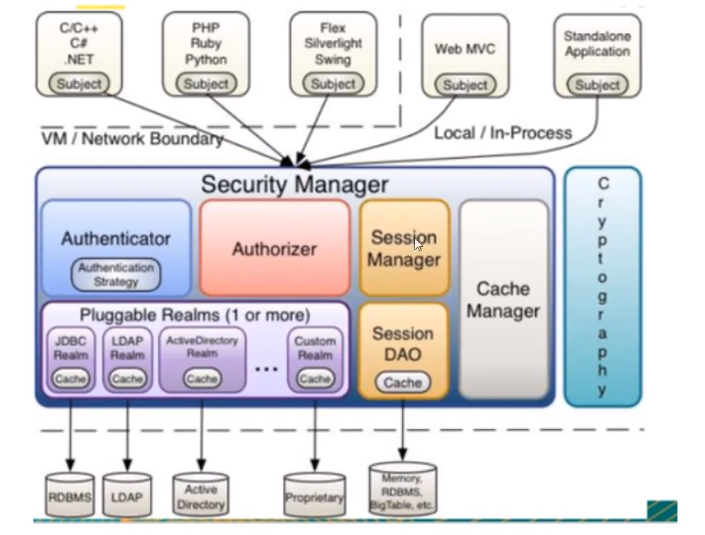 C/C++
C#
.NET
Subject
PHP
Ruby
Python
Subject
Flex
Silverlight
Swing
Subject
Web MVC
Subject
Standalone
Application
Subject
VM / Network Boundary
Local / In-Process
Security Manager
Authenticator
Authentication
Strategy
Authorizer
Session
Manager
Cache
Manager
Pluggable Realms (1 or more)
JDBC
Realm
Cache
LDAP
Realm
Cache
ActiveDirectory
Realm
Cache
...
Custom
Realm
Cache
Session
DAO
Cache
Cryptography
RDBMS
LDAP
Active
Directory
Proprietary
Memory,
RDBMS,
BigTable, etc.